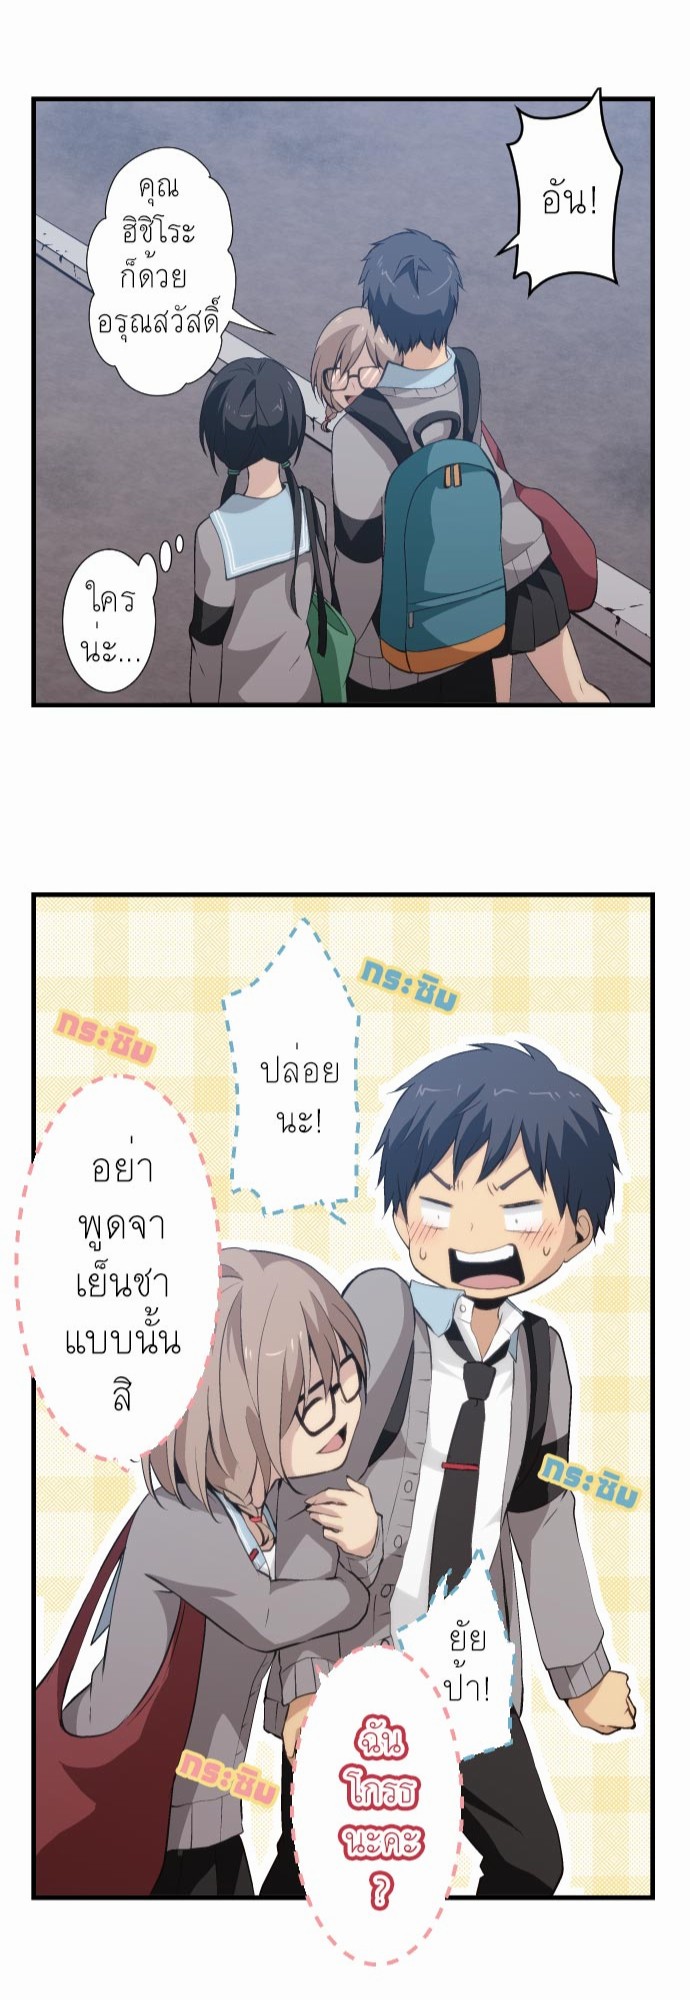 อัน!
คุณ
ฮิชิโระ
ก็ด้วย
อรุณสวัสดิ์
ใคร
น่ะ...
กระซิบ
กระซิบ
ปล่อย
นะ!
อย่า
พูดจา
เย็นชา
แบบนั้น
สิ
กระซิบ
ยัย
ป้า!
ฉัน
โกรธ
นะคะ
?
กระซิบ